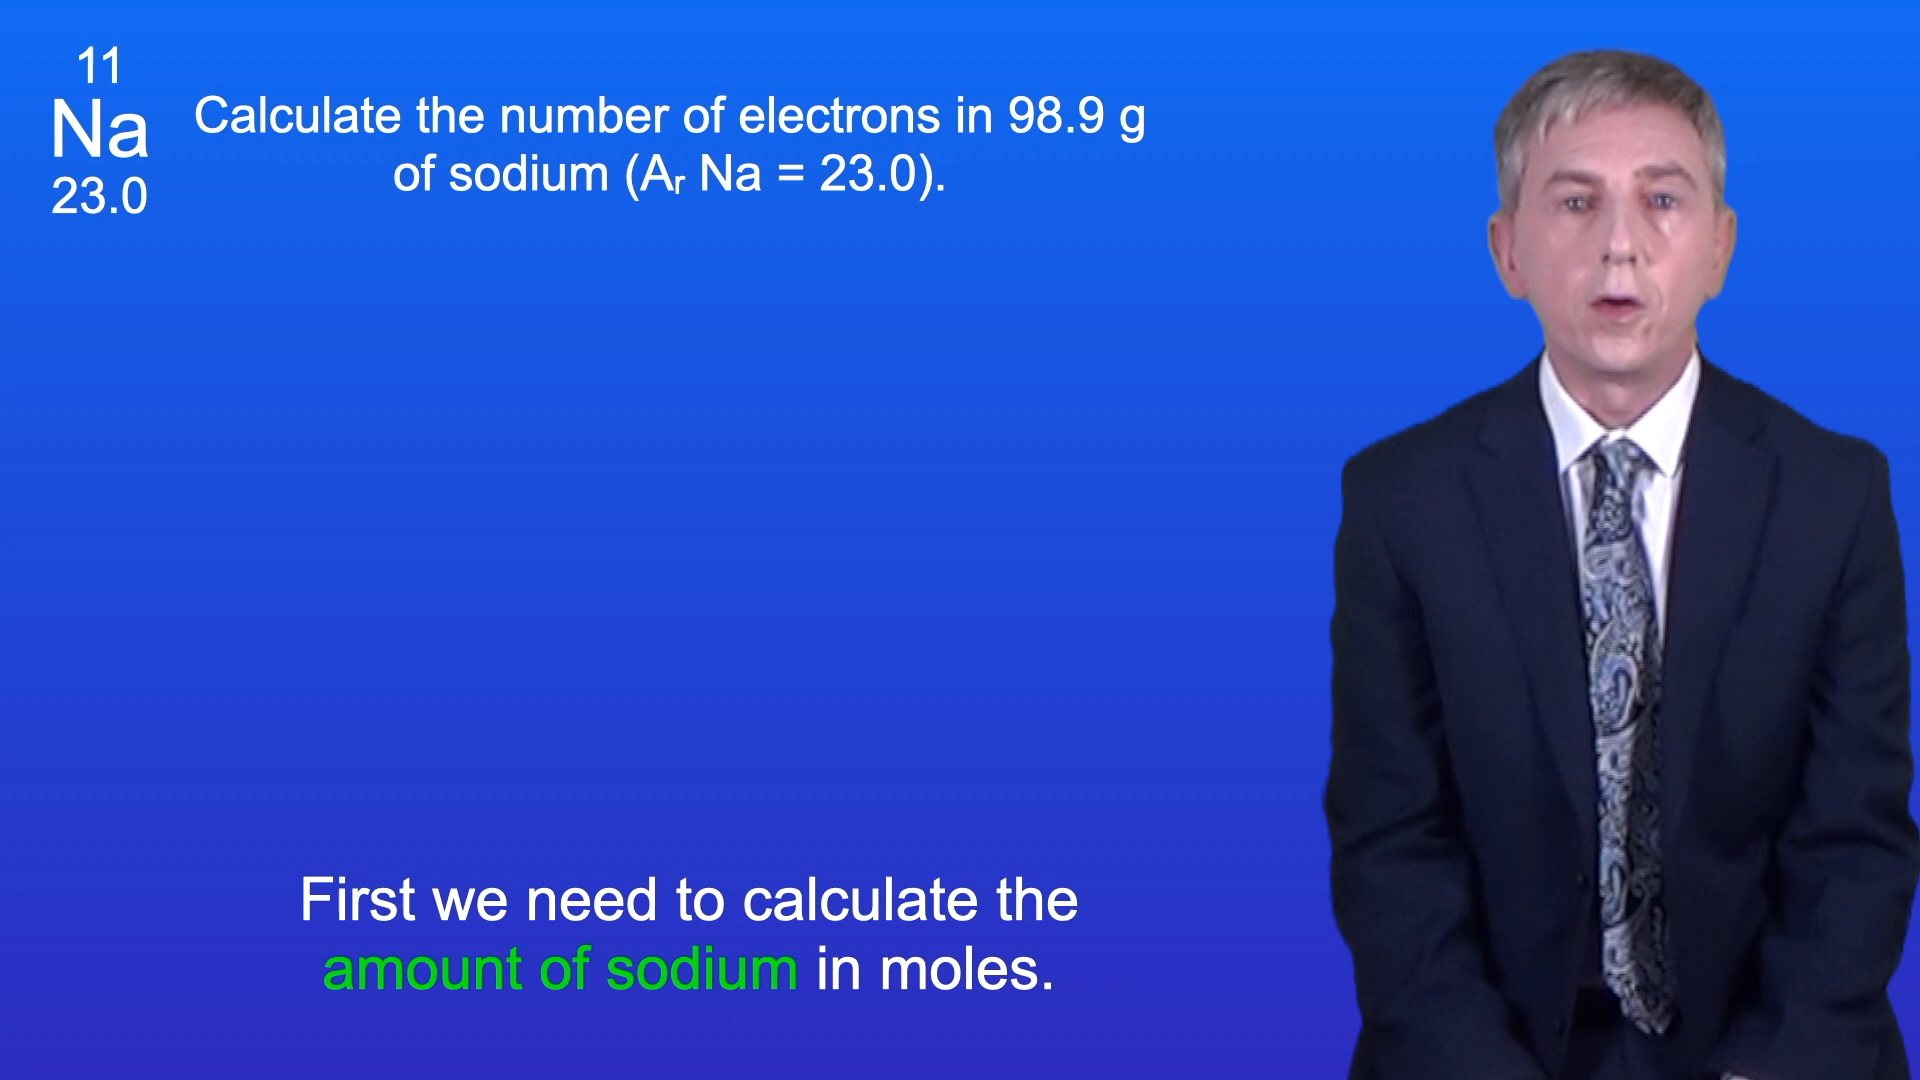 11
Na
23.0
Calculate the number of electrons in 98.9 g
of sodium (Aᵣ Na = 23.0).
First we need to calculate the
amount of sodium in moles.